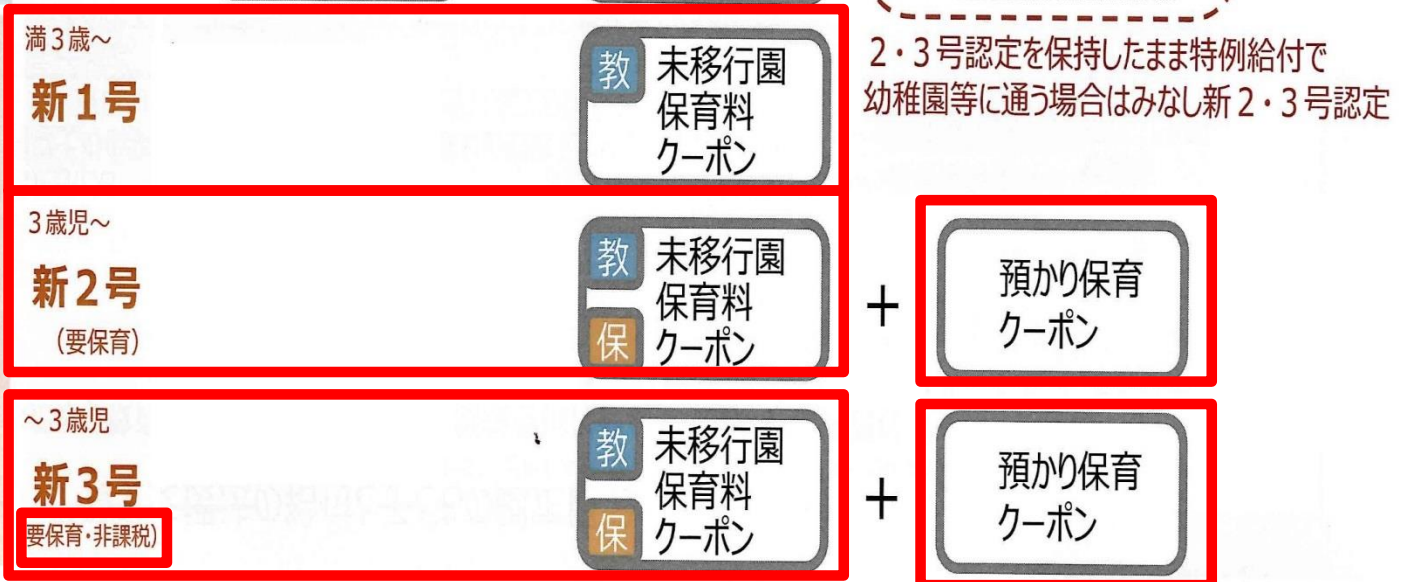 満3歳～
新1号
教 未移行園
保育料
クーポン
2・3号認定を保持したまま特例給付で
幼稚園等に通う場合はみなし新2・3号認定
3歳児～
新2号
（要保育）
教 未移行園
保育料
保 クーポン
＋
預かり保育
クーポン
～3歳児
新3号
要保育・非課税）
教 未移行園
保育料
保 クーポン
＋
預かり保育
クーポン